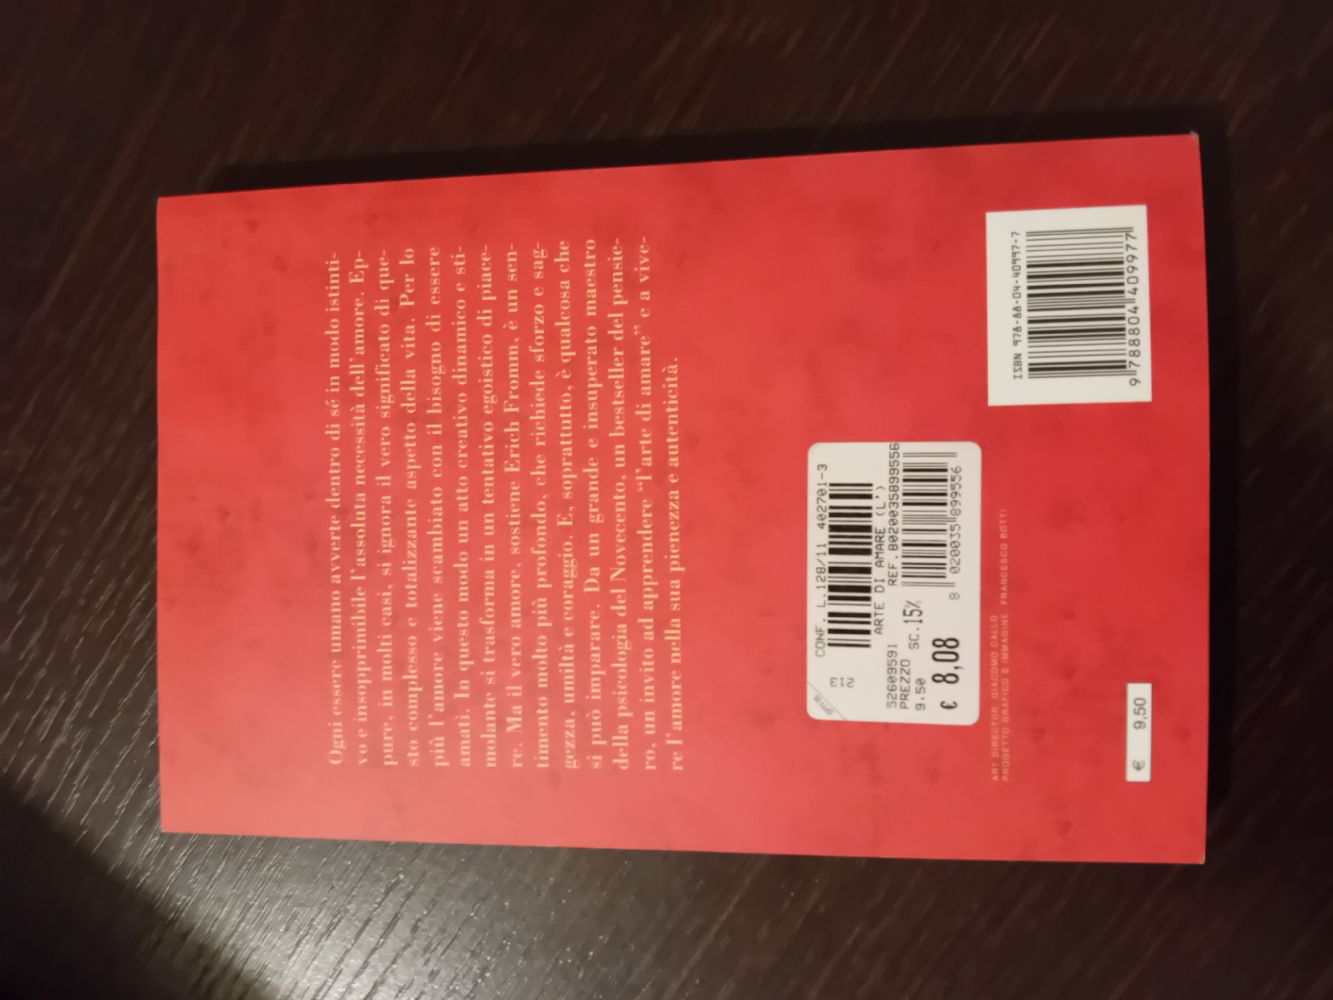 Ogni essere umano avverte dentro di sé in modo istinti-
vo e insopprimibile l'assoluta necessità dell'amore. Ep-
pure, in molti casi, si ignora il vero significato di que-
sto complesso e totalizzante aspetto della vita. Per lo
più l'amore viene scambiato con il bisogno di essere
amati. In questo modo un atto creativo dinamico e sti-
molante si trasforma in un tentativo egoistico di piace-
re. Ma il vero amore, sostiene Erich Fromm, è un sen-
timento molto più profondo, che richiede sforzo e sag-
gezza, umiltà e coraggio. E, soprattutto, è qualcosa che
si può imparare. Da un grande e insuperato maestro
della psicologia del Novecento, un bestseller del pensie-
ro, un invito ad apprendere "l'arte di amare" e a vive-
re l'amore nella sua pienezza e autenticità.
213
CONF. L.128/11 402701-3
ARTE DI AMARE (L')
52609591 REF.8020035899556
PREZZO SC.15%
9.50
€ 8,08
8 020035 899556
ART DIRECTOR GIACOMO CALLO
PROGETTO GRAFICO E IMMAGINE FRANCESCO BOTTI
ISBN 978-88-04-40997-7
9 788804 409977
€ 9,50